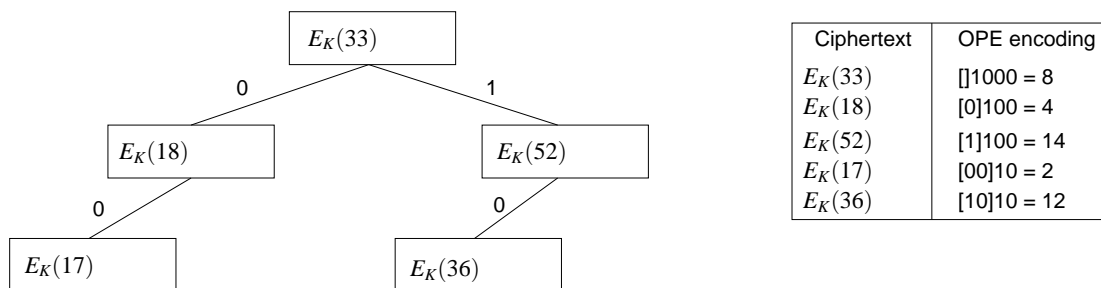 E_K(33)
0 1
E_K(18) E_K(52)
0 0
E_K(17) E_K(36)
Ciphertext OPE encoding
E_K(33) []1000 = 8
E_K(18) [0]100 = 4
E_K(52) [1]100 = 14
E_K(17) [00]10 = 2
E_K(36) [10]10 = 12